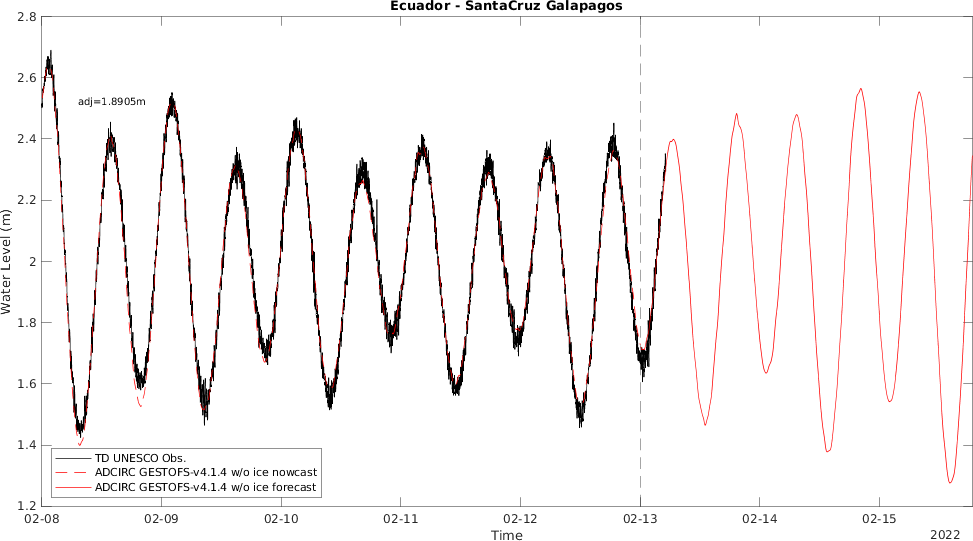 Ecuador - SantaCruz Galapagos
2.8
2.6
2.4
2.2
2
1.8
1.6
1.4
1.2
Water Level (m)
adj=1.8905m
TD UNESCO Obs.
ADCIRC GESTOFS-v4.1.4 w/o ice nowcast
ADCIRC GESTOFS-v4.1.4 w/o ice forecast
02-08 02-09 02-10 02-11 02-12 02-13 02-14 02-15
Time
2022